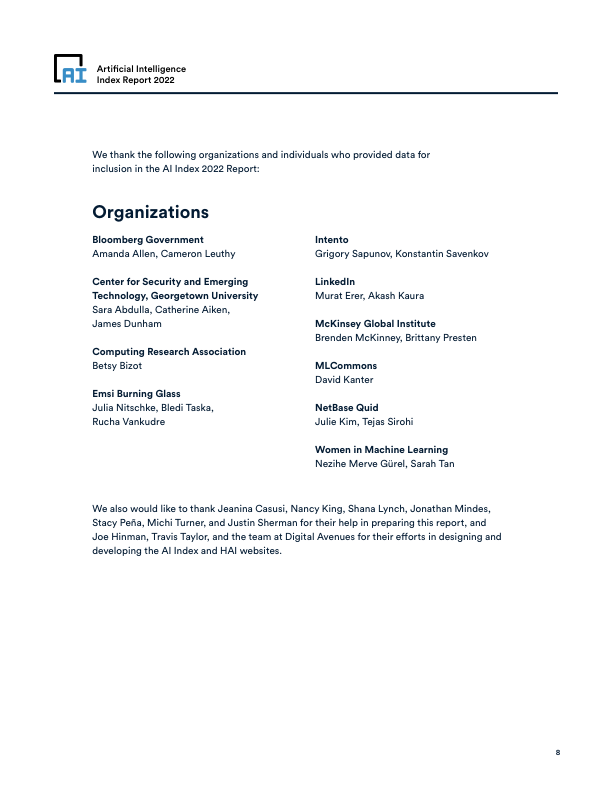 AI
Artificial Intelligence
Index Report 2022
We thank the following organizations and individuals who provided data for
inclusion in the AI Index 2022 Report:
Organizations
Bloomberg Government
Amanda Allen, Cameron Leuthy
Center for Security and Emerging
Technology, Georgetown University
Sara Abdulla, Catherine Aiken,
James Dunham
Computing Research Association
Betsy Bizot
Emsi Burning Glass
Julia Nitschke, Bledi Taska,
Rucha Vankudre
Intento
Grigory Sapunov, Konstantin Savenkov
LinkedIn
Murat Erer, Akash Kaura
McKinsey Global Institute
Brenden McKinney, Brittany Presten
MLCommons
David Kanter
NetBase Quid
Julie Kim, Tejas Sirohi
Women in Machine Learning
Nezihe Merve Gürel, Sarah Tan
We also would like to thank Jeanina Casusi, Nancy King, Shana Lynch, Jonathan Mindes,
Stacy Peña, Michi Turner, and Justin Sherman for their help in preparing this report, and
Joe Hinman, Travis Taylor, and the team at Digital Avenues for their efforts in designing and
developing the AI Index and HAI websites.
8